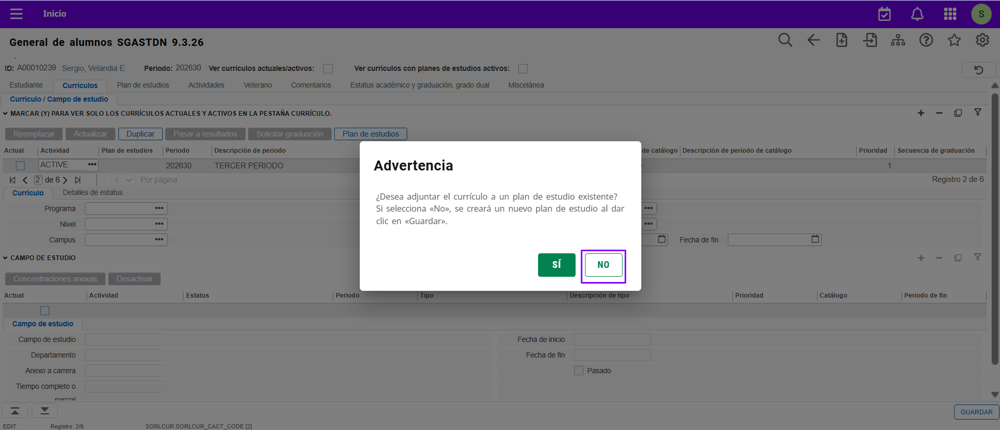 Inicio
S
General de alumnos SGASTDN 9.3.26
ID: A00010239 Sergio, Velandia E. Periodo: 202630 Ver currículos actuales/activos: Ver currículos con planes de estudios activos:
Estudiante Currículos Plan de estudios Actividades Veterano Comentarios Estatus académico y graduación, grado dual Miscelánea
Currículo / Campo de estudio
MARCAR (Y) PARA VER SOLO LOS CURRÍCULOS ACTUALES Y ACTIVOS EN LA PESTAÑA CURRÍCULO.
Reemplazar Actualizar Duplicar Pasar a resultados Solicitar graduación Plan de estudios
Actual Actividad Plan de estudios Periodo Descripción de periodo de catálogo Descripción de periodo de catálogo Prioridad Secuencia de graduación
ACTIVE 202630 TERCER PERIODO 1
2 de 6 1 Por página Registro 2 de 6
Currículo Detalles de estatus
Programa
Nivel
Campus Fecha de fin
Advertencia
¿Desea adjuntar el currículo a un plan de estudio existente?
Si selecciona «No», se creará un nuevo plan de estudio al dar
clic en «Guardar».
SÍ NO
CAMPO DE ESTUDIO
Concentraciones anexas Desactivar
Actual Actividad Estatus Periodo Tipo Descripción de tipo Prioridad Catálogo Periodo de fin
Campo de estudio
Campo de estudio Fecha de inicio
Departamento Fecha de fin
Anexo a carrera Pasado
Tiempo completo o
parcial
GUARDAR
EDIT Registro: 2/6 SORLCUR.SORLCUR_CACT_CODE [2]